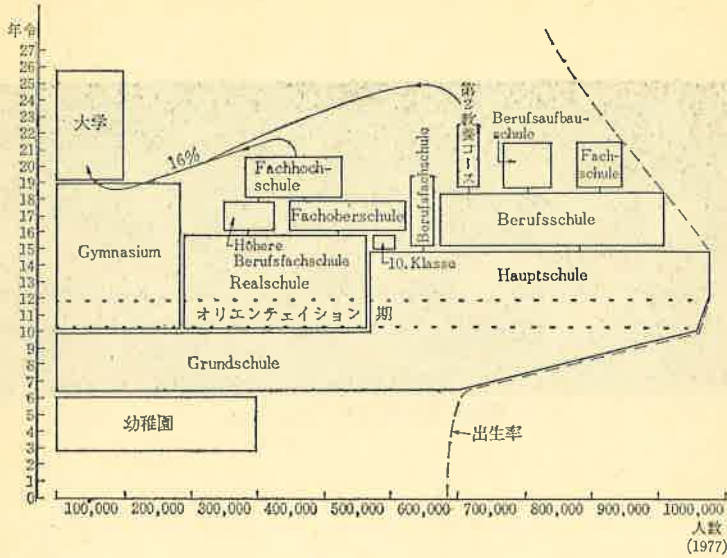 年令
27
26
25
24
23
22
21
20
19
18
17
16
15
14
13
12
11
10
9
8
7
6
5
4
3
2
1
0
大学
16%
第2教養コース
Berufsaufbau-
schule
Fach-
schule
Fachhoch-
schule
Berufsfachschule
Fachoberschule
Berufsschule
Gymnasium
Höhere
Berufsfachschule
10. Klasse
Realschule
Hauptschule
オリエンテェイション期
Grundschule
幼稚園
出生率
100,000
200,000
300,000
400,000
500,000
600,000
700,000
800,000
900,000
1000,000
人数
(1977)